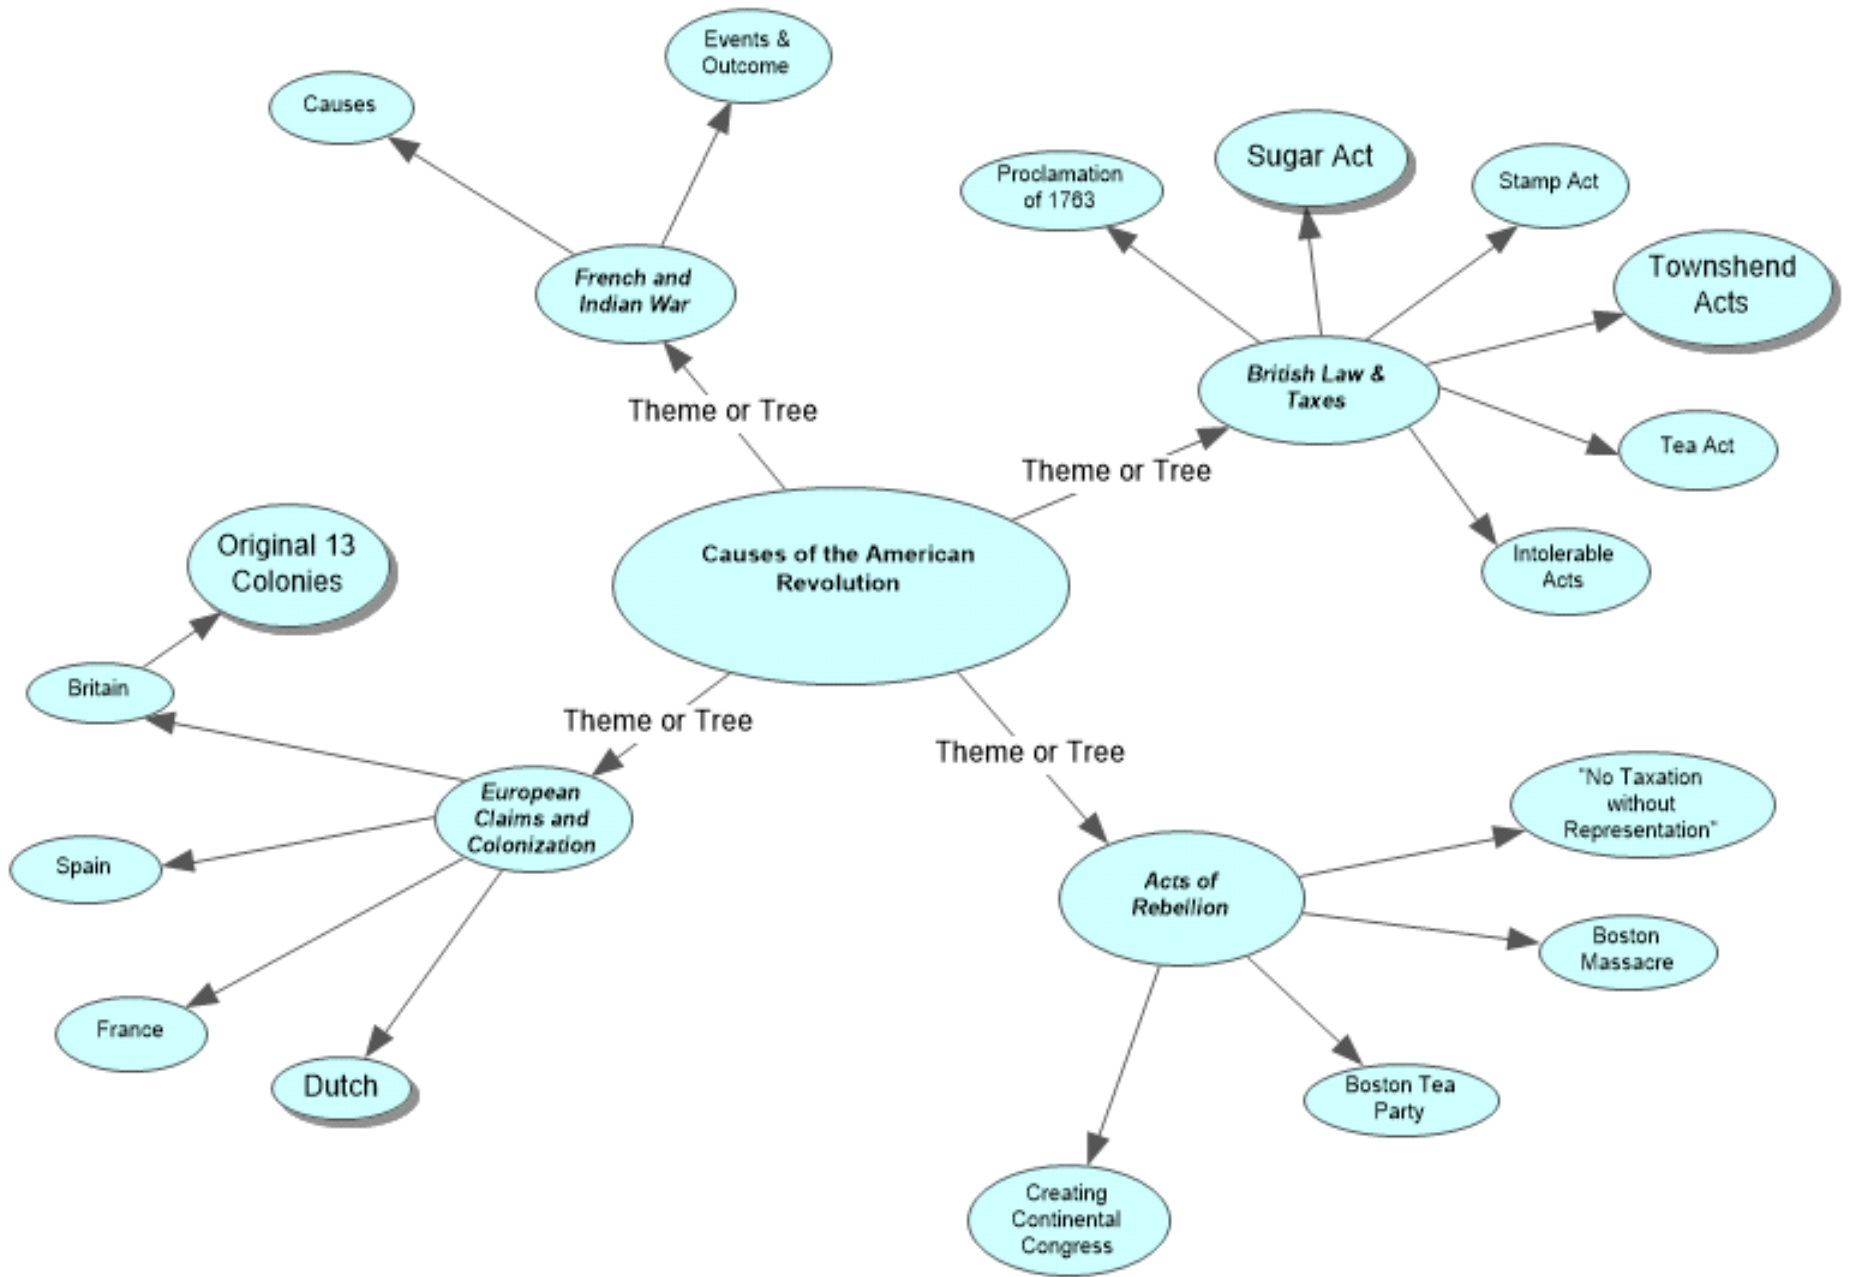 Events &
Outcome
Causes
Sugar Act
Proclamation
of 1763
Stamp Act
Townshend
Acts
French and
Indian War
British Law &
Taxes
Theme or Tree
Tea Act
Theme or Tree
Original 13
Colonies
Causes of the American
Revolution
Intolerable
Acts
Britain
Theme or Tree
Theme or Tree
European
Claims and
Colonization
"No Taxation
without
Representation"
Spain
Acts of
Rebellion
Boston
Massacre
France
Dutch
Boston Tea
Party
Creating
Continental
Congress